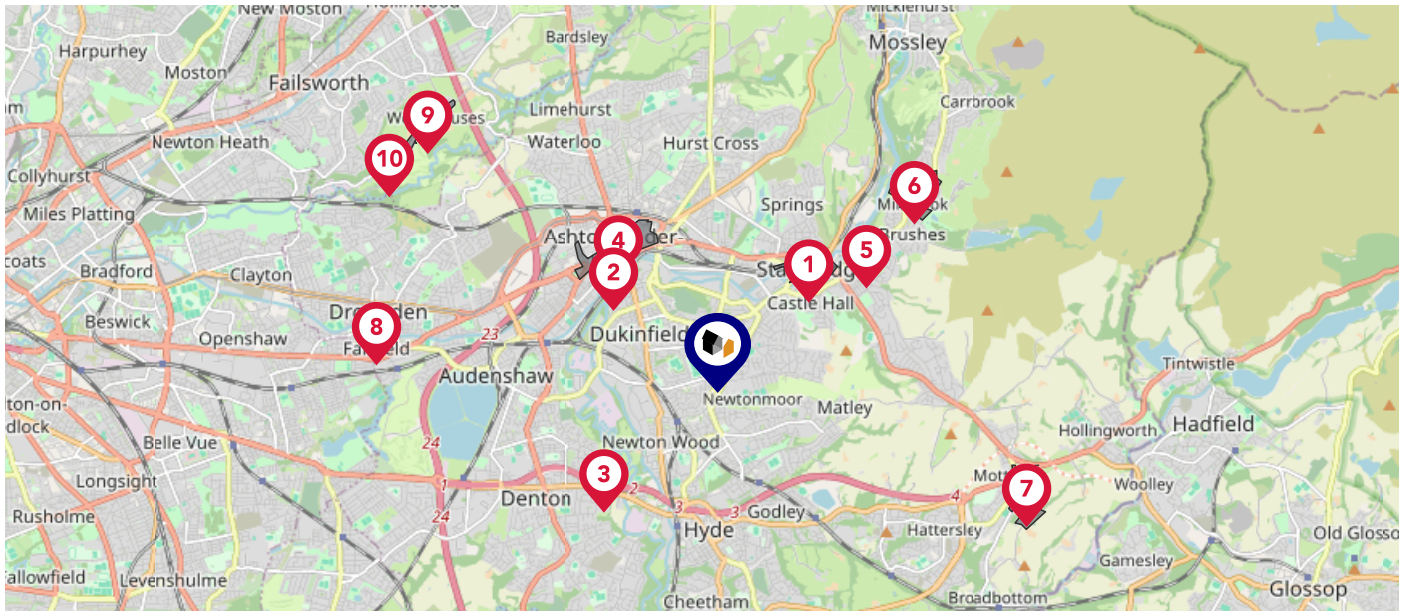 New Moston
Micklehurst
Harpurhey
Bardsley
Mossley
Moston
Failsworth
Carrbrook
Limehurst
9
Newton Heath
Waterloo
Hurst Cross
10
Collyhurst
6
Miles Platting
Springs
4
Brushes
5
1
2
Bradford
Clayton
Castle Hall
8
Beswick
Openshaw
23
Dukinfield
Audenshaw
Tintwistle
Newtonmoor
Matley
Hadfield
Belle Vue
24
Newton Wood
Hollingworth
Longsight
3
1
Denton
2
7
4
Woolley
Rusholme
24
3
3
Godley
Hyde
Hattersley
Gamesley
Old Glosso
Levenshulme
Glossop
Cheetham
Broadbottom